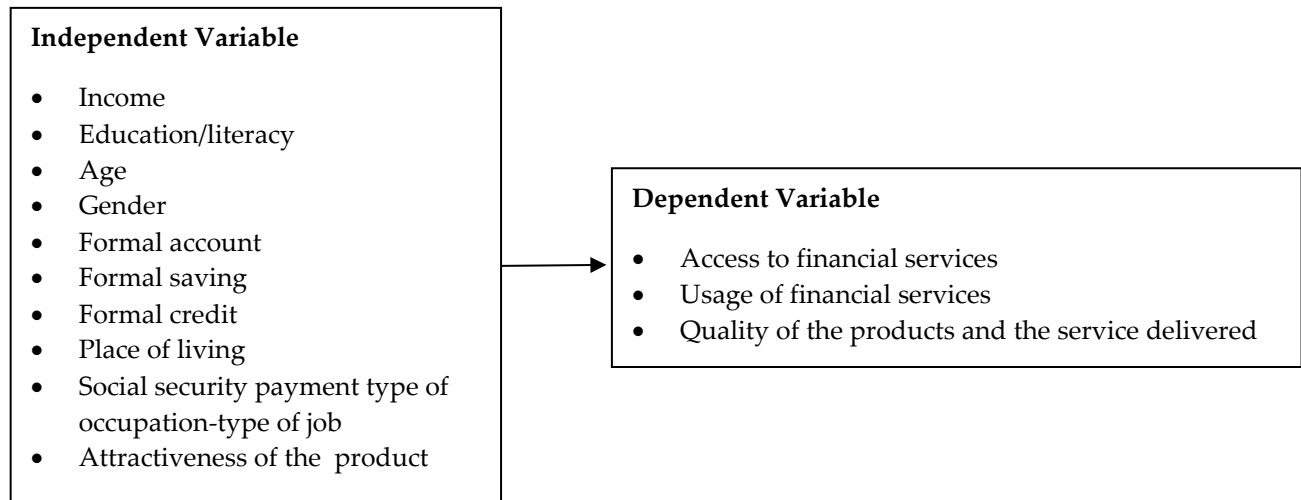 Independent Variable
• Income
• Education/literacy
• Age
• Gender
• Formal account
• Formal saving
• Formal credit
• Place of living
• Social security payment type of
occupation-type of job
• Attractiveness of the product
Dependent Variable
• Access to financial services
• Usage of financial services
• Quality of the products and the service delivered